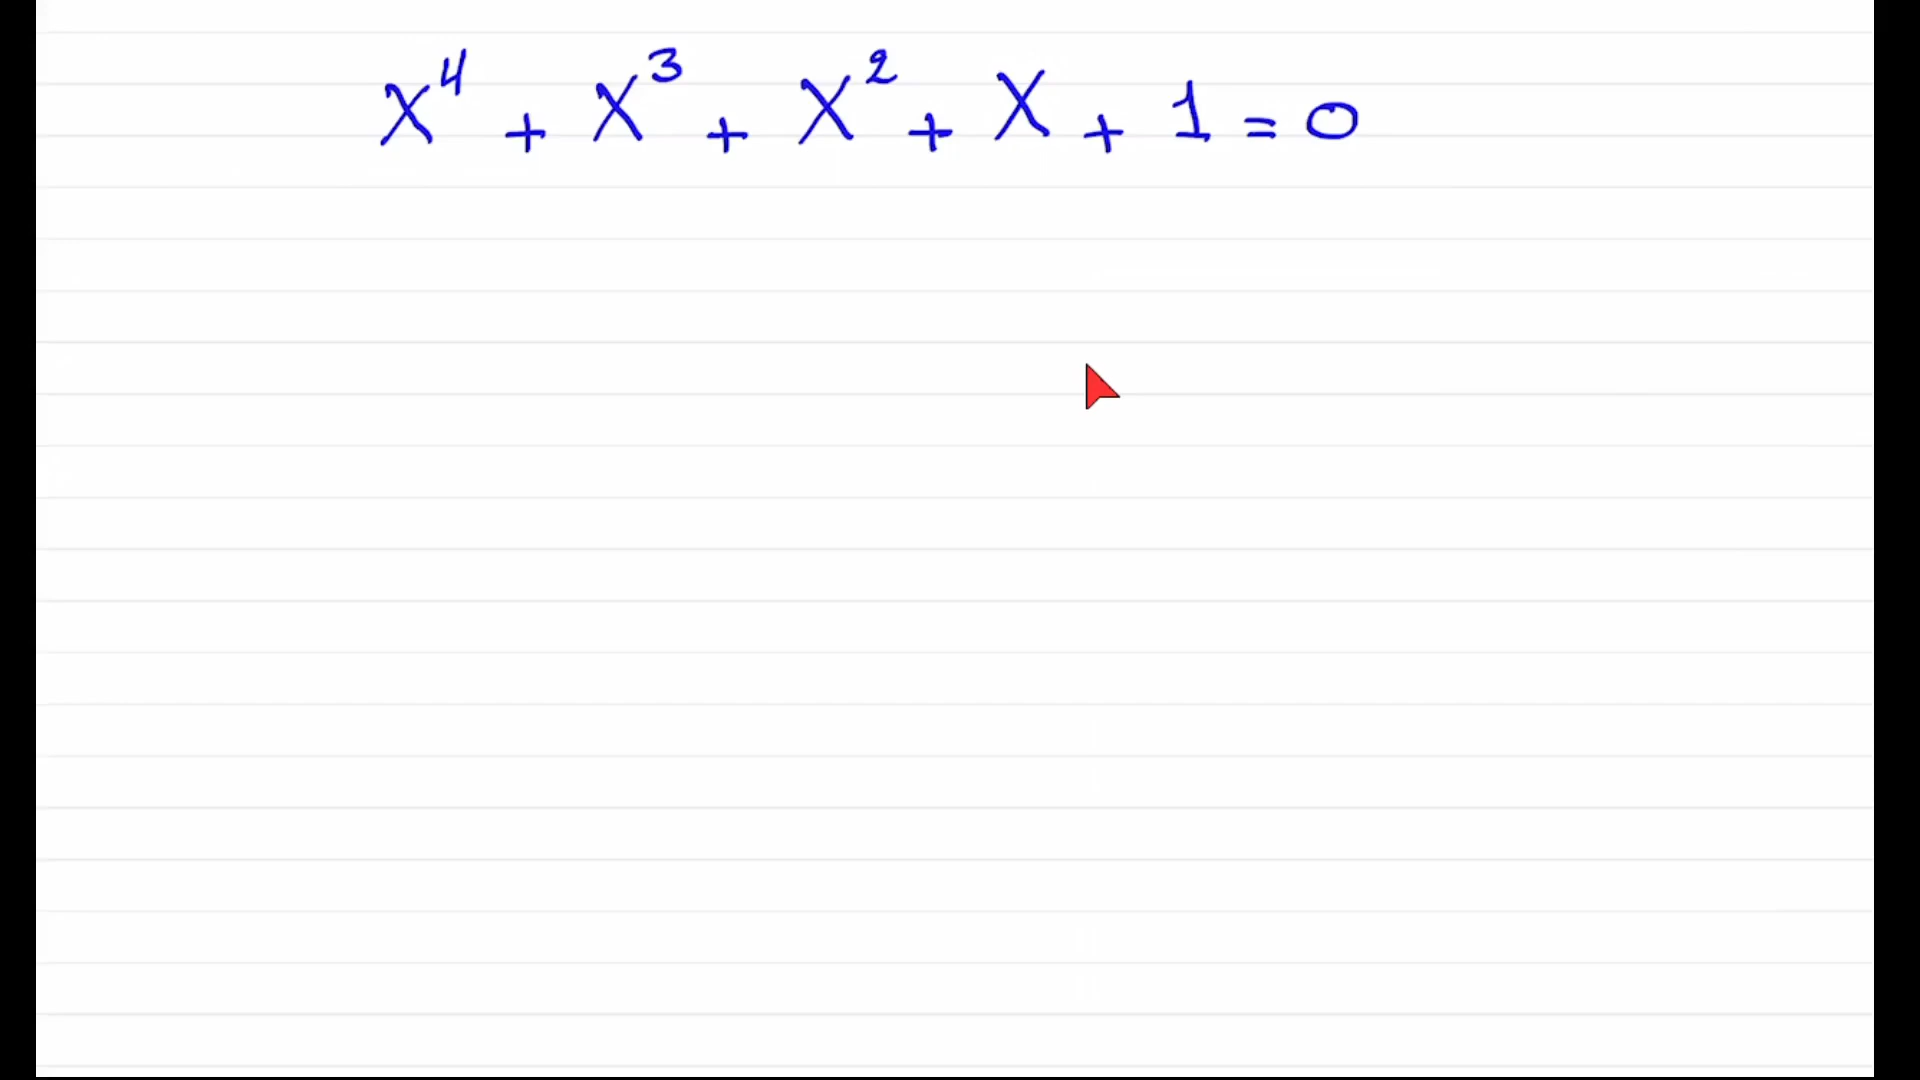 X⁴ + X³ + X² + X + 1 = 0